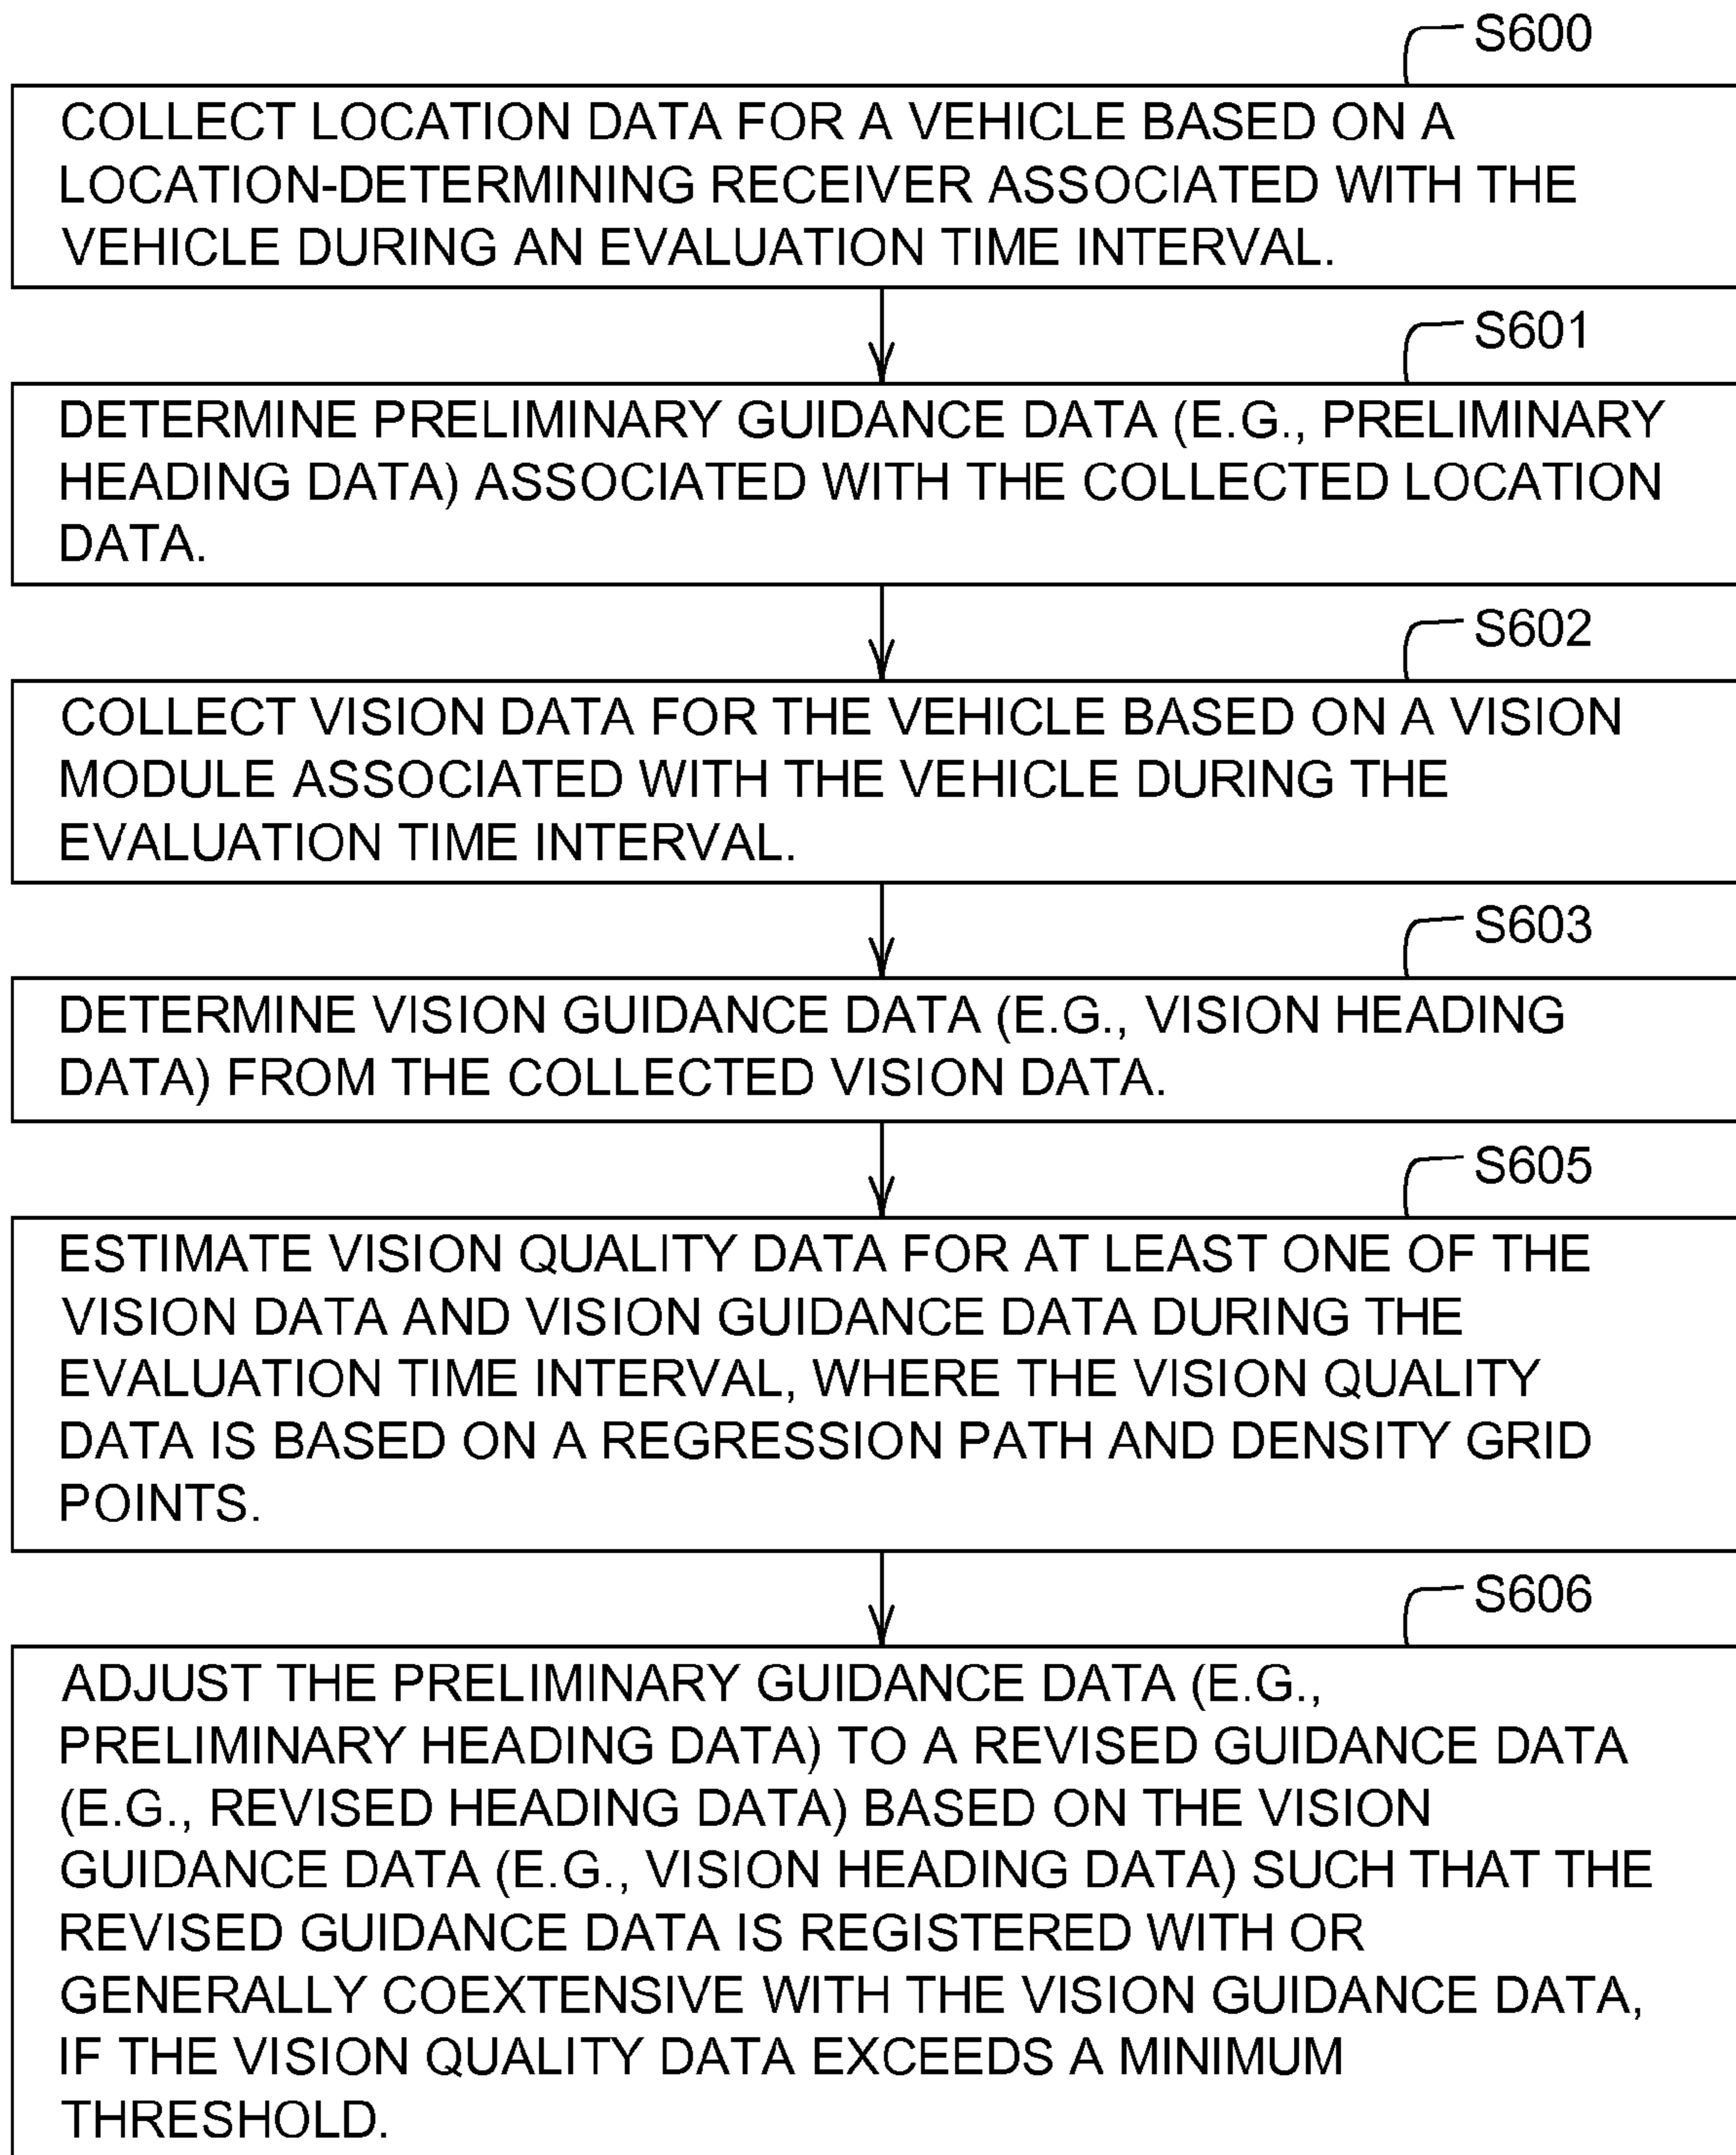 S600
COLLECT LOCATION DATA FOR A VEHICLE BASED ON A
LOCATION-DETERMINING RECEIVER ASSOCIATED WITH THE
VEHICLE DURING AN EVALUATION TIME INTERVAL.
S601
DETERMINE PRELIMINARY GUIDANCE DATA (E.G., PRELIMINARY
HEADING DATA) ASSOCIATED WITH THE COLLECTED LOCATION
DATA.
S602
COLLECT VISION DATA FOR THE VEHICLE BASED ON A VISION
MODULE ASSOCIATED WITH THE VEHICLE DURING THE
EVALUATION TIME INTERVAL.
S603
DETERMINE VISION GUIDANCE DATA (E.G., VISION HEADING
DATA) FROM THE COLLECTED VISION DATA.
S605
ESTIMATE VISION QUALITY DATA FOR AT LEAST ONE OF THE
VISION DATA AND VISION GUIDANCE DATA DURING THE
EVALUATION TIME INTERVAL, WHERE THE VISION QUALITY
DATA IS BASED ON A REGRESSION PATH AND DENSITY GRID
POINTS.
S606
ADJUST THE PRELIMINARY GUIDANCE DATA (E.G.,
PRELIMINARY HEADING DATA) TO A REVISED GUIDANCE DATA
(E.G., REVISED HEADING DATA) BASED ON THE VISION
GUIDANCE DATA (E.G., VISION HEADING DATA) SUCH THAT THE
REVISED GUIDANCE DATA IS REGISTERED WITH OR
GENERALLY COEXTENSIVE WITH THE VISION GUIDANCE DATA,
IF THE VISION QUALITY DATA EXCEEDS A MINIMUM
THRESHOLD.